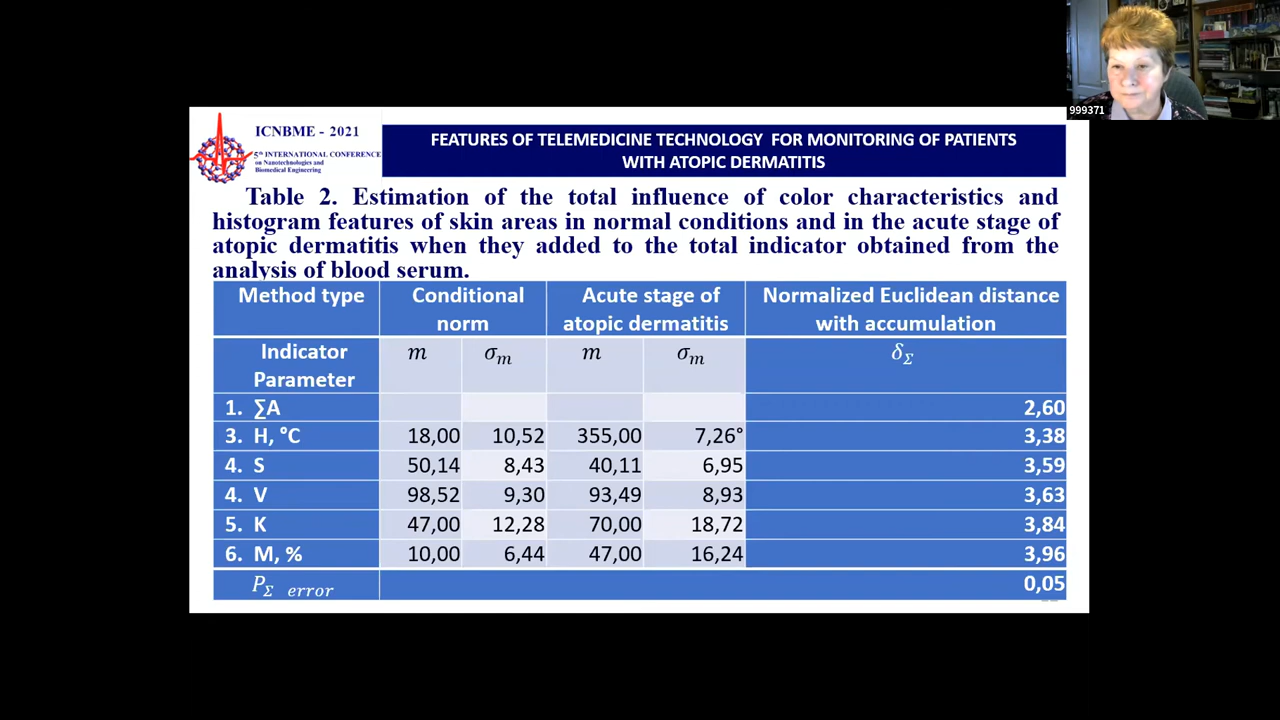 999371
ICNBME - 2021
5th INTERNATIONAL CONFERENCE
on Nanotechnologies and
Biomedical Engineering
FEATURES OF TELEMEDICINE TECHNOLOGY FOR MONITORING OF PATIENTS
WITH ATOPIC DERMATITIS
Table 2. Estimation of the total influence of color characteristics and
histogram features of skin areas in normal conditions and in the acute stage of
atopic dermatitis when they added to the total indicator obtained from the
analysis of blood serum.
Method type Conditional norm Acute stage of atopic dermatitis Normalized Euclidean distance with accumulation
Indicator Parameter m σm m σm δΣ
1. ∑A 2,60
3. H, °C 18,00 10,52 355,00 7,26° 3,38
4. S 50,14 8,43 40,11 6,95 3,59
4. V 98,52 9,30 93,49 8,93 3,63
5. K 47,00 12,28 70,00 18,72 3,84
6. M, % 10,00 6,44 47,00 16,24 3,96
PΣ error 0,05